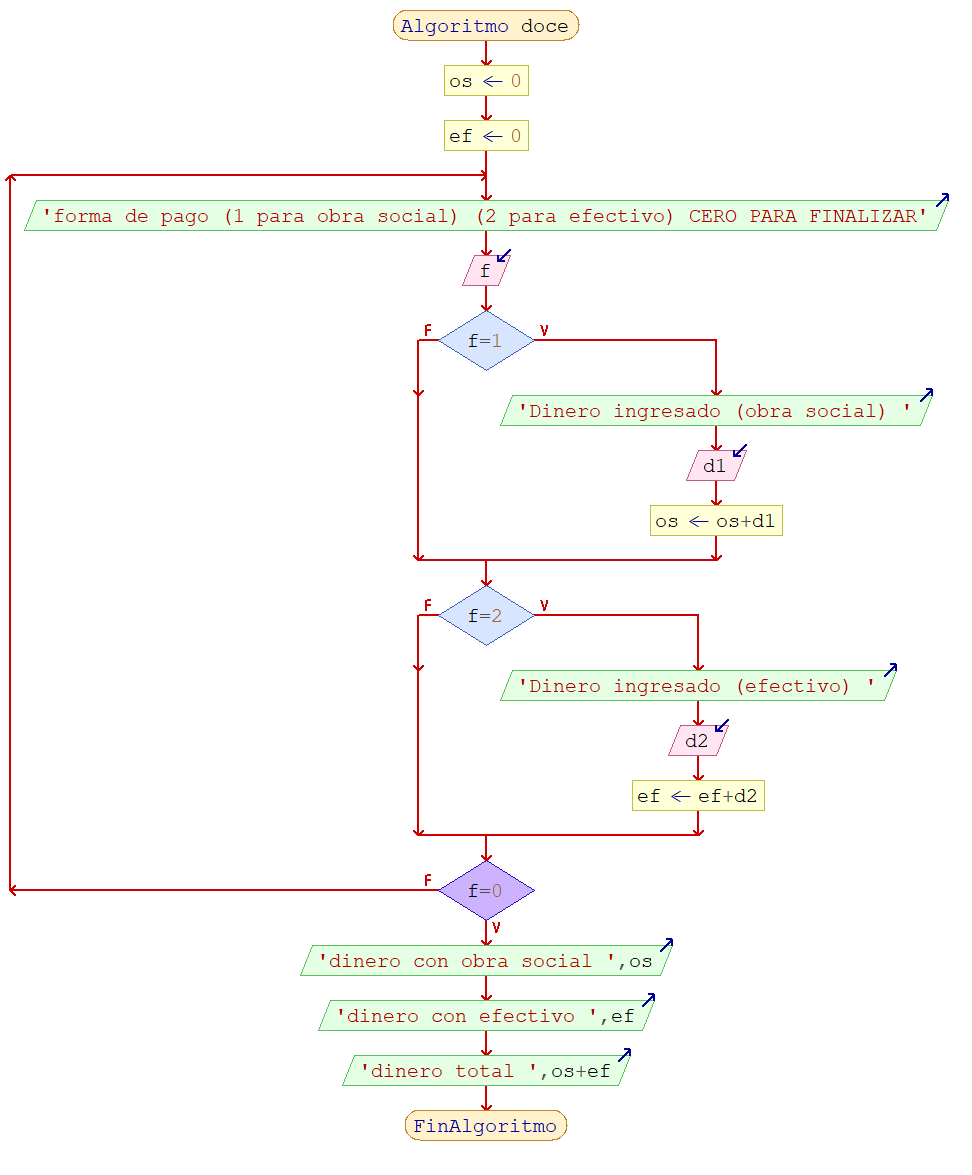 Algoritmo doce
os ← 0
ef ← 0
'forma de pago (1 para obra social) (2 para efectivo) CERO PARA FINALIZAR'
f
F
f=1
V
'Dinero ingresado (obra social) '
d1
os ← os+d1
F
f=2
V
'Dinero ingresado (efectivo) '
d2
ef ← ef+d2
F
f=0
V
'dinero con obra social ',os
'dinero con efectivo ',ef
'dinero total ',os+ef
FinAlgoritmo